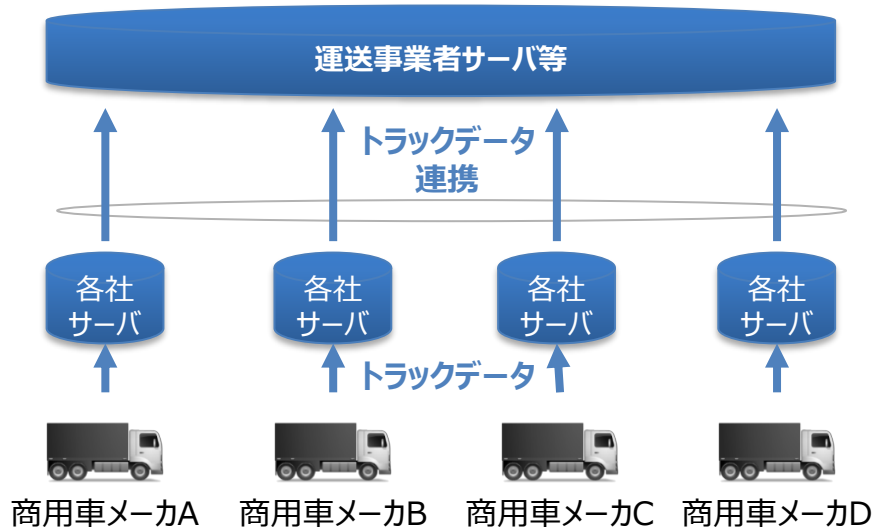 運送事業者サーバ等
トラックデータ
連携
各社
サーバ
各社
サーバ
各社
サーバ
各社
サーバ
トラックデータ
商用車メーカA
商用車メーカB
商用車メーカC
商用車メーカD